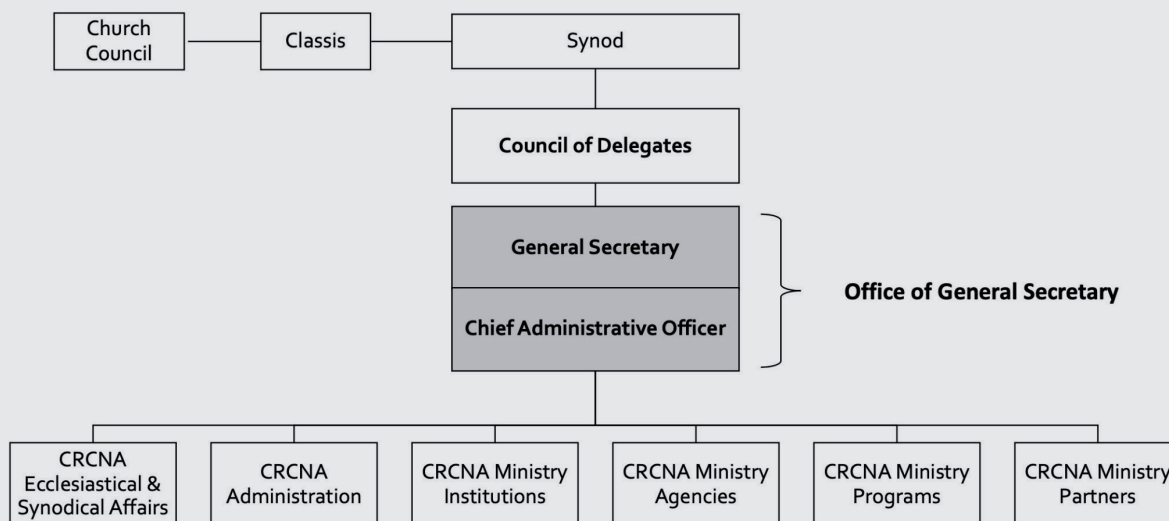 Church
Council
Classis
Synod
Council of Delegates
General Secretary
Chief Administrative Officer
Office of General Secretary
CRCNA
Ecclesiastical &
Synodical Affairs
CRCNA
Administration
CRCNA Ministry
Institutions
CRCNA Ministry
Agencies
CRCNA Ministry
Programs
CRCNA Ministry
Partners